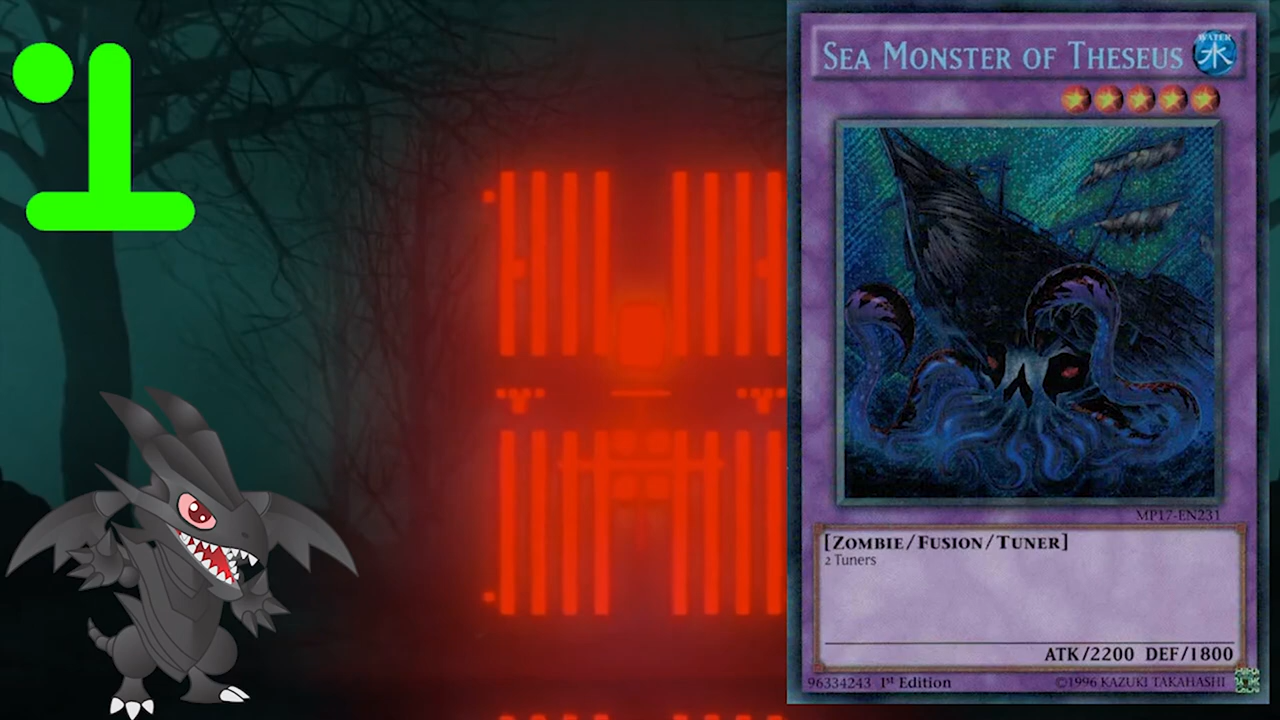 SEA MONSTER OF THESEUS
WATER
水
MP17-EN231
[ZOMBIE/FUSION/TUNER]
2 Tuners
ATK/2200 DEF/1800
96334243 1st Edition ©1996 KAZUKI TAKAHASHI